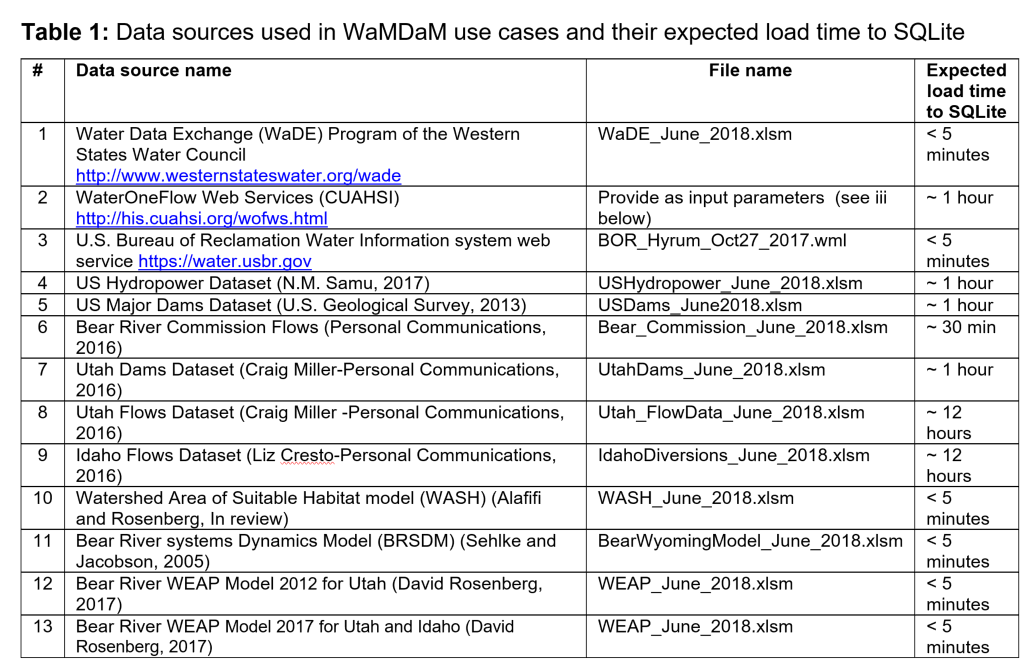 Table 1: Data sources used in WaMDaM use cases and their expected load time to SQLite
# Data source name File name Expected
load time
to SQLite
1 Water Data Exchange (WaDE) Program of the Western WaDE_June_2018.xlsm < 5
States Water Council minutes
http://www.westernstateswater.org/wade
2 WaterOneFlow Web Services (CUAHSI) Provide as input parameters (see iii ~ 1 hour
http://his.cuahsi.org/wofws.html below)
3 U.S. Bureau of Reclamation Water Information system web BOR_Hyrum_Oct27_2017.wml < 5
service https://water.usbr.gov minutes
4 US Hydropower Dataset (N.M. Samu, 2017) USHydropower_June_2018.xlsm ~ 1 hour
5 US Major Dams Dataset (U.S. Geological Survey, 2013) USDams_June2018.xlsm ~ 1 hour
6 Bear River Commission Flows (Personal Communications, Bear_Commission_June_2018.xlsm ~ 30 min
2016)
7 Utah Dams Dataset (Craig Miller-Personal Communications, UtahDams_June_2018.xlsm ~ 1 hour
2016)
8 Utah Flows Dataset (Craig Miller -Personal Communications, Utah_FlowData_June_2018.xlsm ~ 12
2016) hours
9 Idaho Flows Dataset (Liz Cresto-Personal Communications, IdahoDiversions_June_2018.xlsm ~ 12
2016) hours
10 Watershed Area of Suitable Habitat model (WASH) (Alafifi WASH_June_2018.xlsm < 5
and Rosenberg, In review) minutes
11 Bear River systems Dynamics Model (BRSDM) (Sehlke and BearWyomingModel_June_2018.xlsm < 5
Jacobson, 2005) minutes
12 Bear River WEAP Model 2012 for Utah (David Rosenberg, WEAP_June_2018.xlsm < 5
2017) minutes
13 Bear River WEAP Model 2017 for Utah and Idaho (David WEAP_June_2018.xlsm < 5
Rosenberg, 2017) minutes